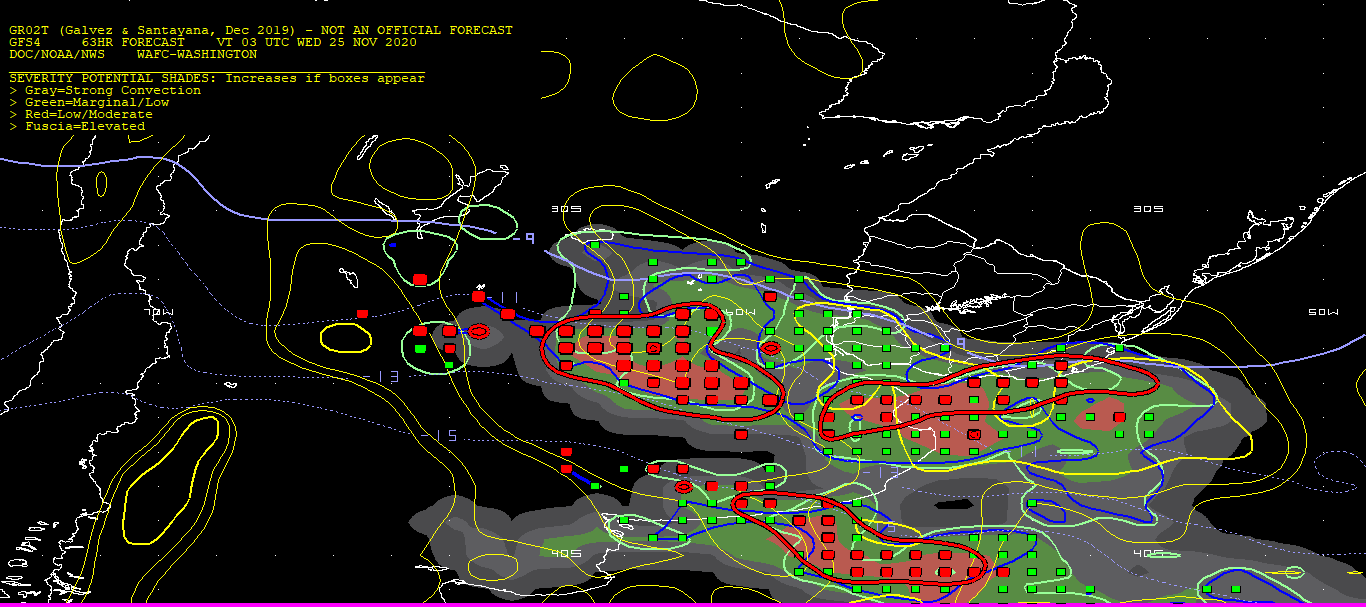 GR02T (Galvez & Santayana, Dec 2019) - NOT AN OFFICIAL FORECAST
GFS4 63HR FORECAST VT 03 UTC WED 25 NOV 2020
DOC/NOAA/NWS WAFC-WASHINGTON
SEVERITY POTENTIAL SHADES: Increases if boxes appear
> Gray=Strong Convection
> Green=Marginal/Low
> Red=Low/Moderate
> Fuscia=Elevated
30S 30S
-9
-11
70W 60W 50W
-9
-13
-15
40S 40S